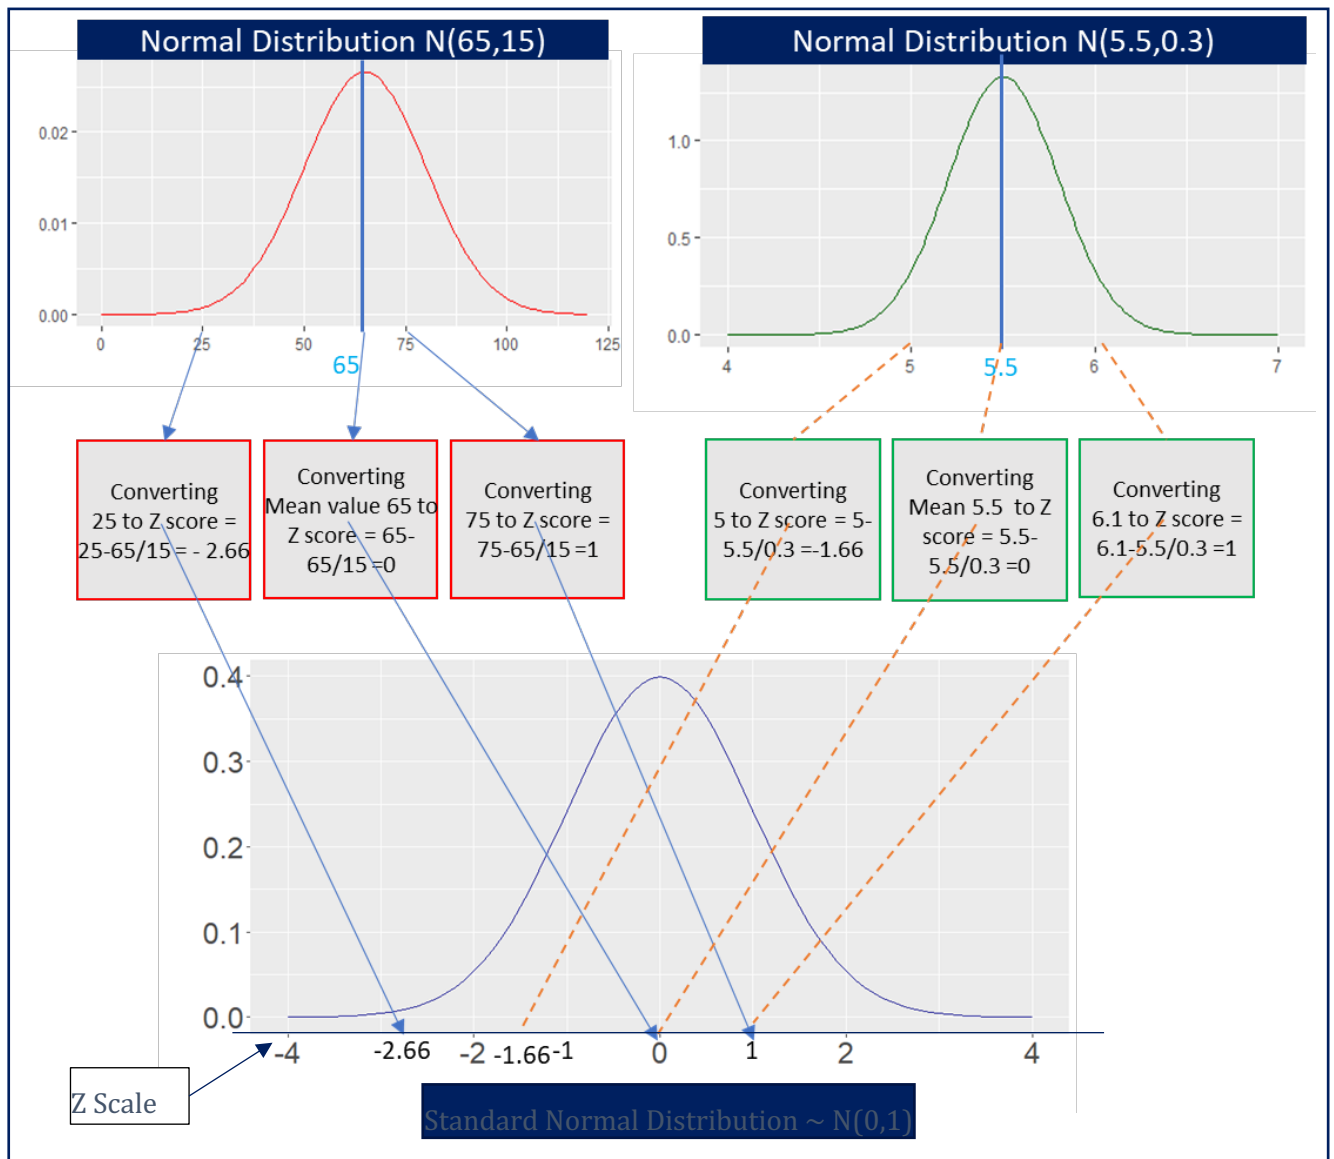 Normal Distribution N(65,15)
Normal Distribution N(5.5,0.3)
0.02
0.01
0.00
0
25
50
75
100
125
65
1.0
0.5
0.0
4
5
6
7
5.5
Converting
25 to Z score =
25-65/15 = - 2.66
Converting
Mean value 65 to
Z score = 65-
65/15 =0
Converting
75 to Z score =
75-65/15 =1
Converting
5 to Z score = 5-
5.5/0.3 =-1.66
Converting
Mean 5.5 to Z
score = 5.5-
5.5/0.3 =0
Converting
6.1 to Z score =
6.1-5.5/0.3 =1
0.4
0.3
0.2
0.1
0.0
-4
-2.66
-2
-1.66
-1
0
1
2
4
Z Scale
Standard Normal Distribution ~ N(0,1)